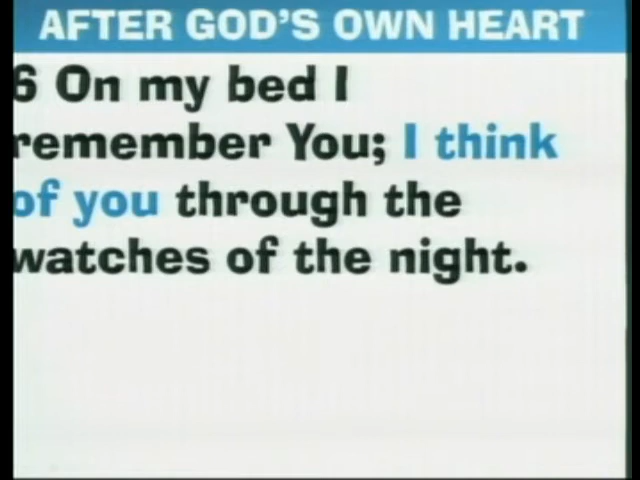 AFTER GOD'S OWN HEART
6 On my bed I
remember You; I think
of you through the
watches of the night.